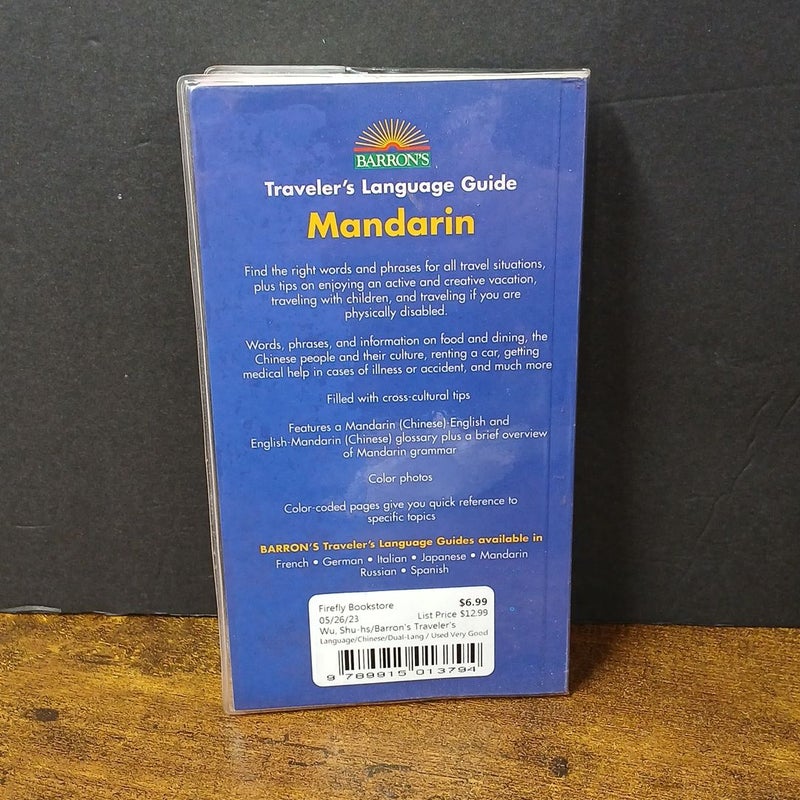 BARRON'S
Traveler's Language Guide
Mandarin
Find the right words and phrases for all travel situations,
plus tips on enjoying an active and creative vacation,
traveling with children, and traveling if you are
physically disabled.
Words, phrases, and information on food and dining, the
Chinese people and their culture, renting a car, getting
medical help in cases of illness or accident, and much more
Filled with cross-cultural tips
Features a Mandarin (Chinese)-English and
English-Mandarin (Chinese) glossary plus a brief overview
of Mandarin grammar
Color photos
Color-coded pages give you quick reference to
specific topics
BARRON'S Traveler's Language Guides available in
French • German • Italian • Japanese • Mandarin
Russian • Spanish
Firefly Bookstore $6.99
05/26/23 List Price $12.99
Wu, Shu-hs/Barron's Traveler's
Language/Chinese/Dual-Lang / Used Very Good
9 789915 013794